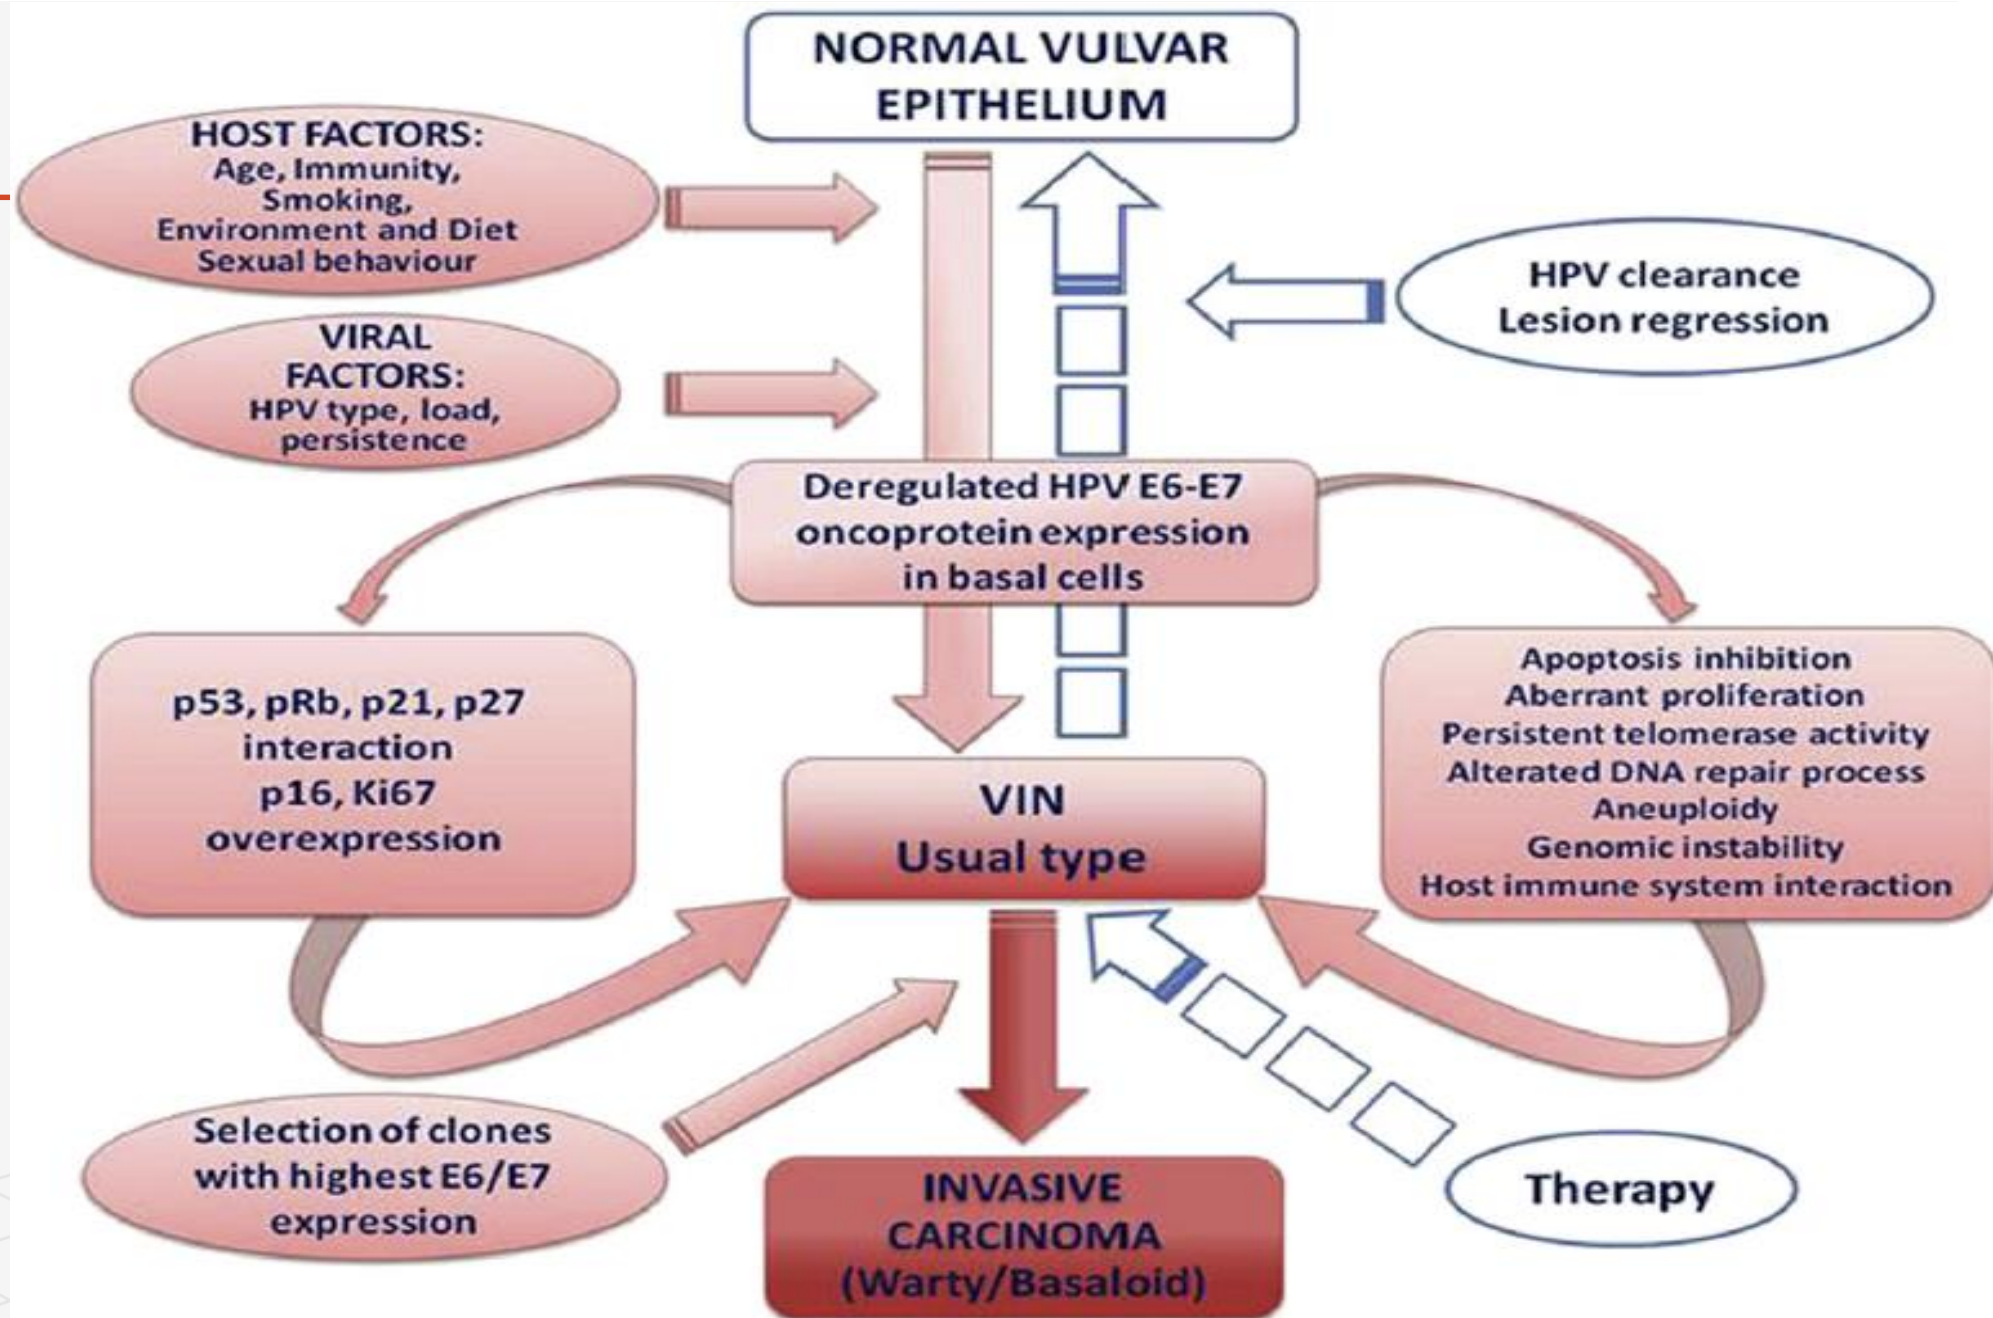 NORMAL VULVAR
EPITHELIUM
HOST FACTORS:
Age, Immunity,
Smoking,
Environment and Diet
Sexual behaviour
HPV clearance
Lesion regression
VIRAL
FACTORS:
HPV type, load,
persistence
Deregulated HPV E6-E7
oncoprotein expression
in basal cells
p53, pRb, p21, p27
interaction
p16, Ki67
overexpression
Apoptosis inhibition
Aberrant proliferation
Persistent telomerase activity
Alterated DNA repair process
Aneuploidy
Genomic instability
Host immune system interaction
VIN
Usual type
Selection of clones
with highest E6/E7
expression
Therapy
INVASIVE
CARCINOMA
(Warty/Basaloid)